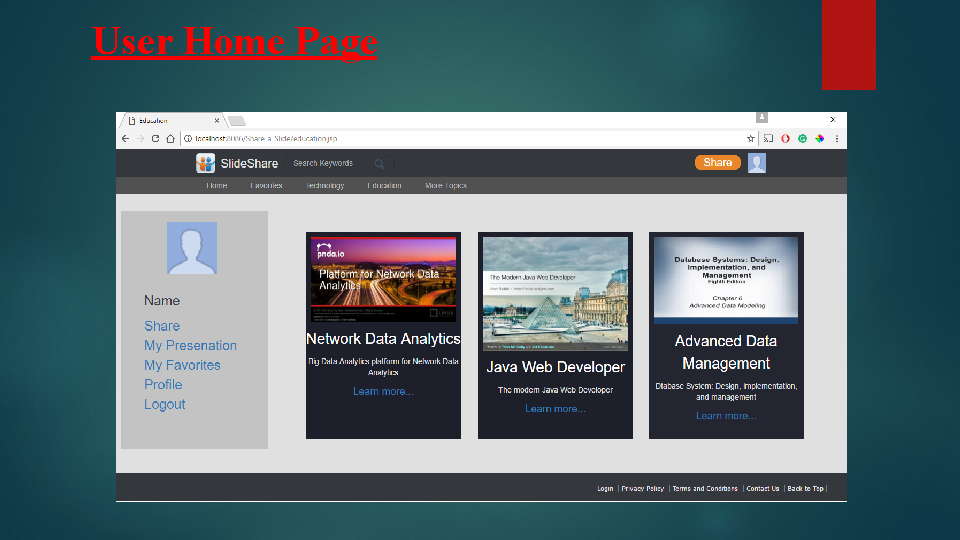 User Home Page
Education
localhost:8086/Share-a-Slide/education.jsp
SlideShare
Search Keywords
Share
Home
Favorites
Technology
Education
More Topics
Name
Share
My Presenation
My Favorites
Profile
Logout
pnda.io
Platform for Network Data
Analytics
Network Data Analytics
Big Data Analytics platform for Network Data
Analytics
Learn more...
The Modern Java Web Developer
Java Web Developer
The modern Java Web Developer
Learn more...
Database Systems: Design,
Implementation, and
Management
Eighth Edition
Chapter 6
Advanced Data Modeling
Advanced Data
Management
Dtabase System: Design, Implementation,
and management
Learn more...
Login | Privacy Policy | Terms and Conditions | Contact Us | Back to Top |